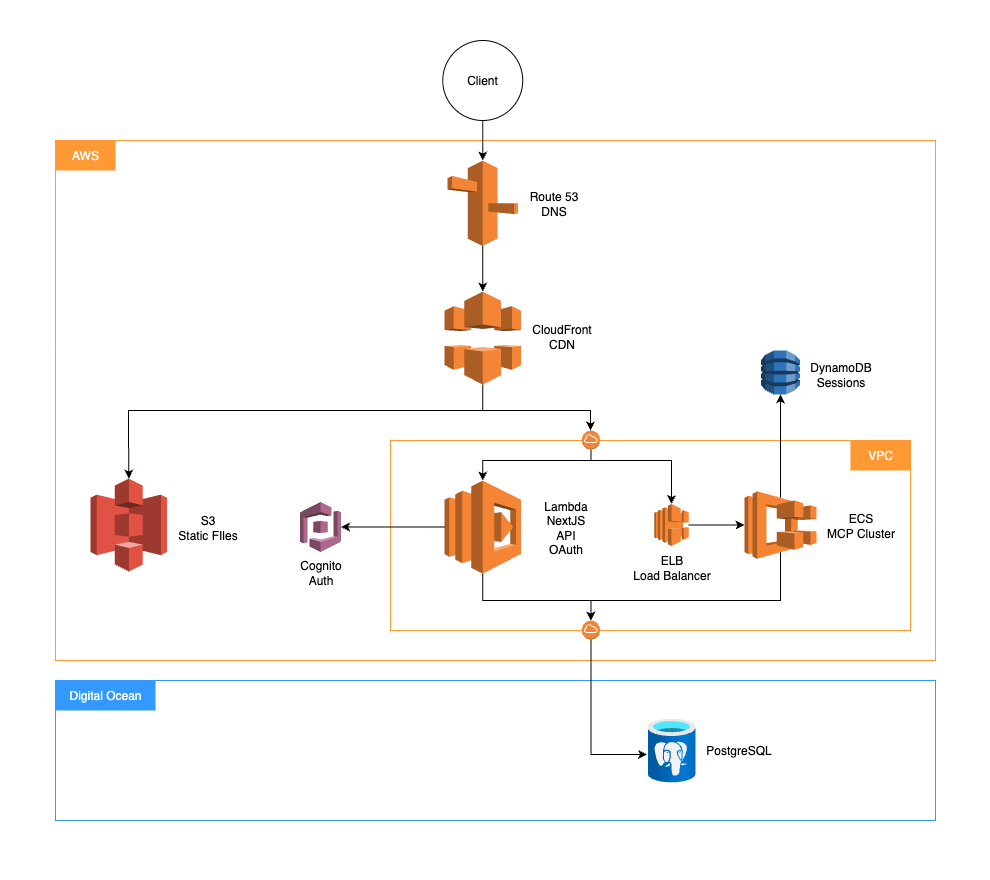 Client
AWS
Route 53
DNS
CloudFront
CDN
DynamoDB
Sessions
VPC
S3
Static FIles
Cognito
Auth
Lambda
NextJS
API
OAuth
ELB
Load Balancer
ECS
MCP Cluster
Digital Ocean
PostgreSQL